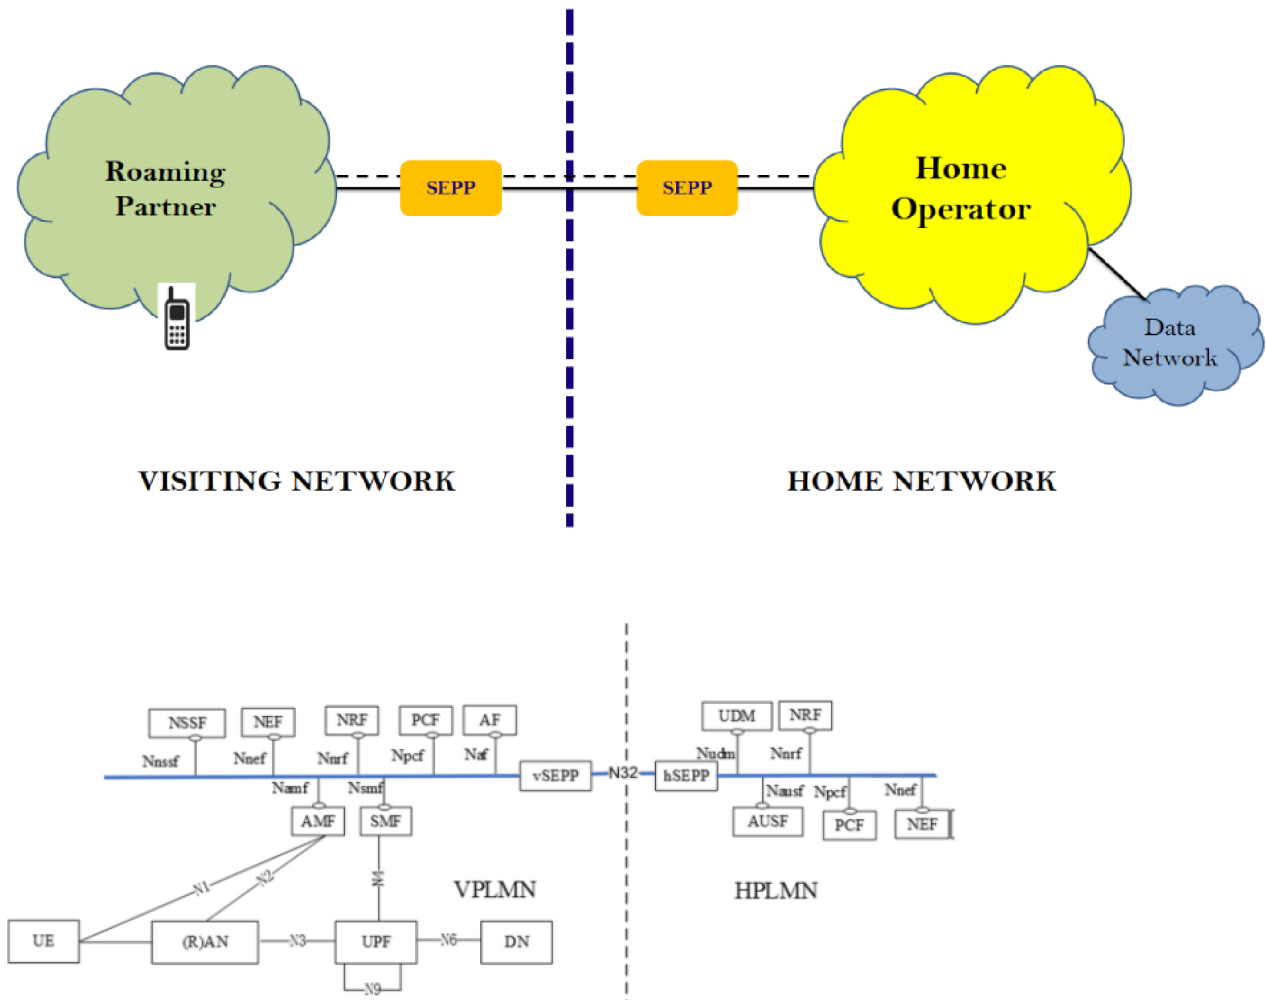 Roaming
Partner
SEPP
SEPP
Home
Operator
Data
Network
VISITING NETWORK
HOME NETWORK
NSSF
NEF
NRF
PCF
AF
UDM
NRF
Nnssf
Nnef
Nnrf
Npcf
Naf
Nudm
Nnrf
vSEPP
N32
hSEPP
Namf
Nsmf
Nausf
Npcf
Nnef
AMF
SMF
AUSF
PCF
NEF
N1
N2
N4
VPLMN
HPLMN
UE
(R)AN
N3
UPF
N6
DN
N9